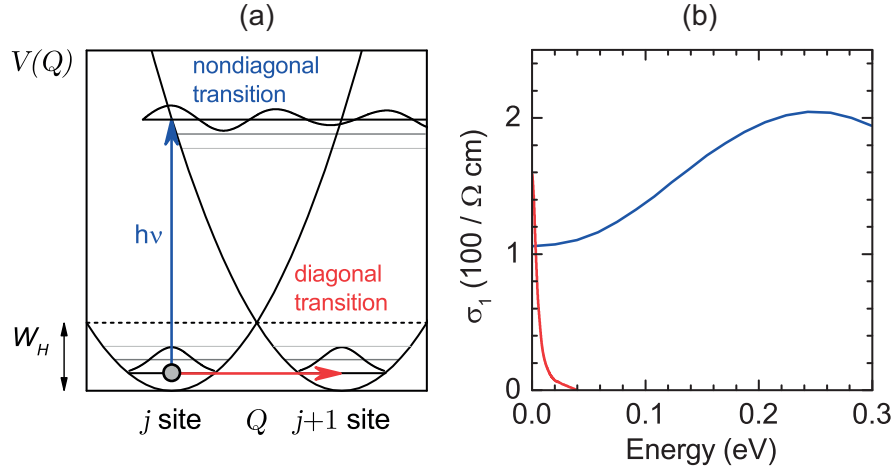 (a)
V(Q)
nondiagonal
transition
hν
diagonal
transition
W_H
j site
Q
j+1 site
(b)
σ₁ (100 / Ω cm)
2
1
0
0.0
0.1
0.2
0.3
Energy (eV)